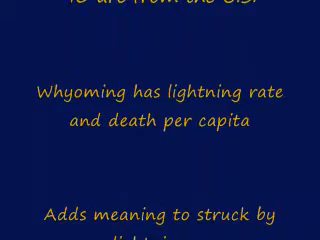 are from the U.S.
Whyoming has lightning rate
and death per capita
Adds meaning to struck by